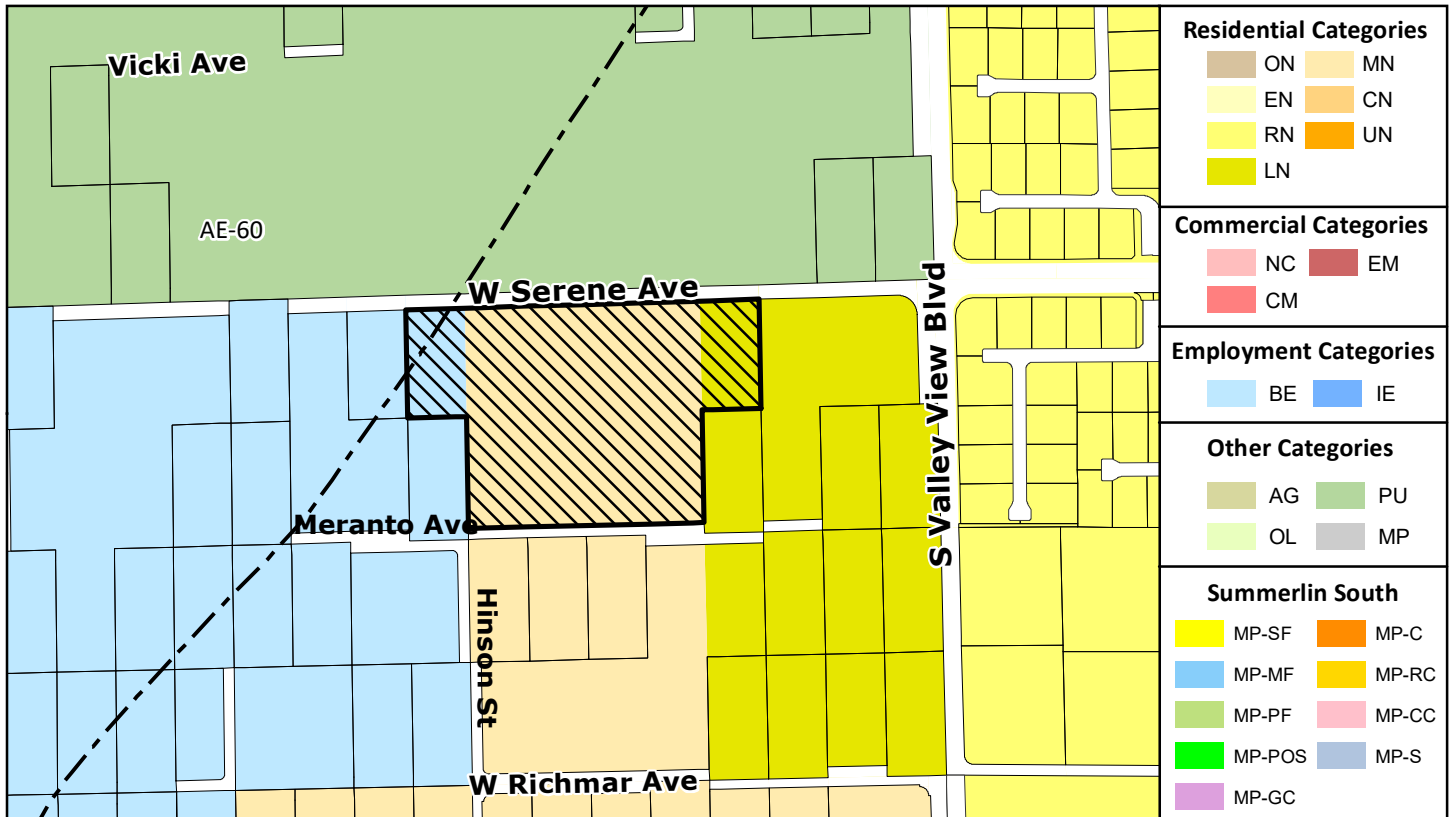 Vicki Ave
AE-60
W Serene Ave
S Valley View Blvd
Meranto Ave
Hinson St
W Richmar Ave
Residential Categories
ON MN
EN CN
RN UN
LN
Commercial Categories
NC EM
CM
Employment Categories
BE IE
Other Categories
AG PU
OL MP
Summerlin South
MP-SF MP-C
MP-MF MP-RC
MP-PF MP-CC
MP-POS MP-S
MP-GC